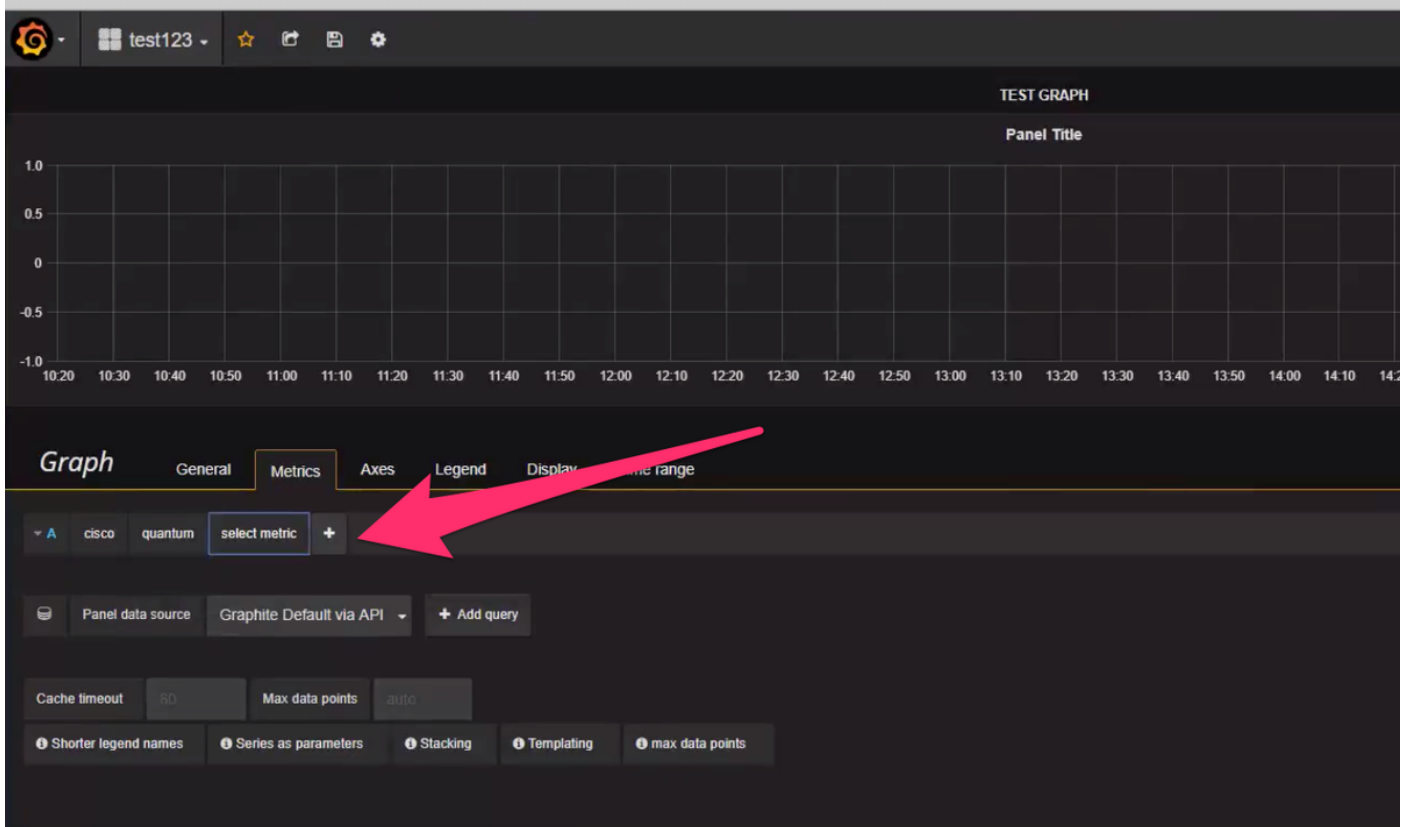 test123
TEST GRAPH
Panel Title
1.0
0.5
0
-0.5
-1.0
10:20 10:30 10:40 10:50 11:00 11:10 11:20 11:30 11:40 11:50 12:00 12:10 12:20 12:30 12:40 12:50 13:00 13:10 13:20 13:30 13:40 13:50 14:00 14:10
Graph General Metrics Axes Legend Display range
A cisco quantum select metric +
Panel data source Graphite Default via API + Add query
Cache timeout 60 Max data points auto
Shorter legend names Series as parameters Stacking Templating max data points